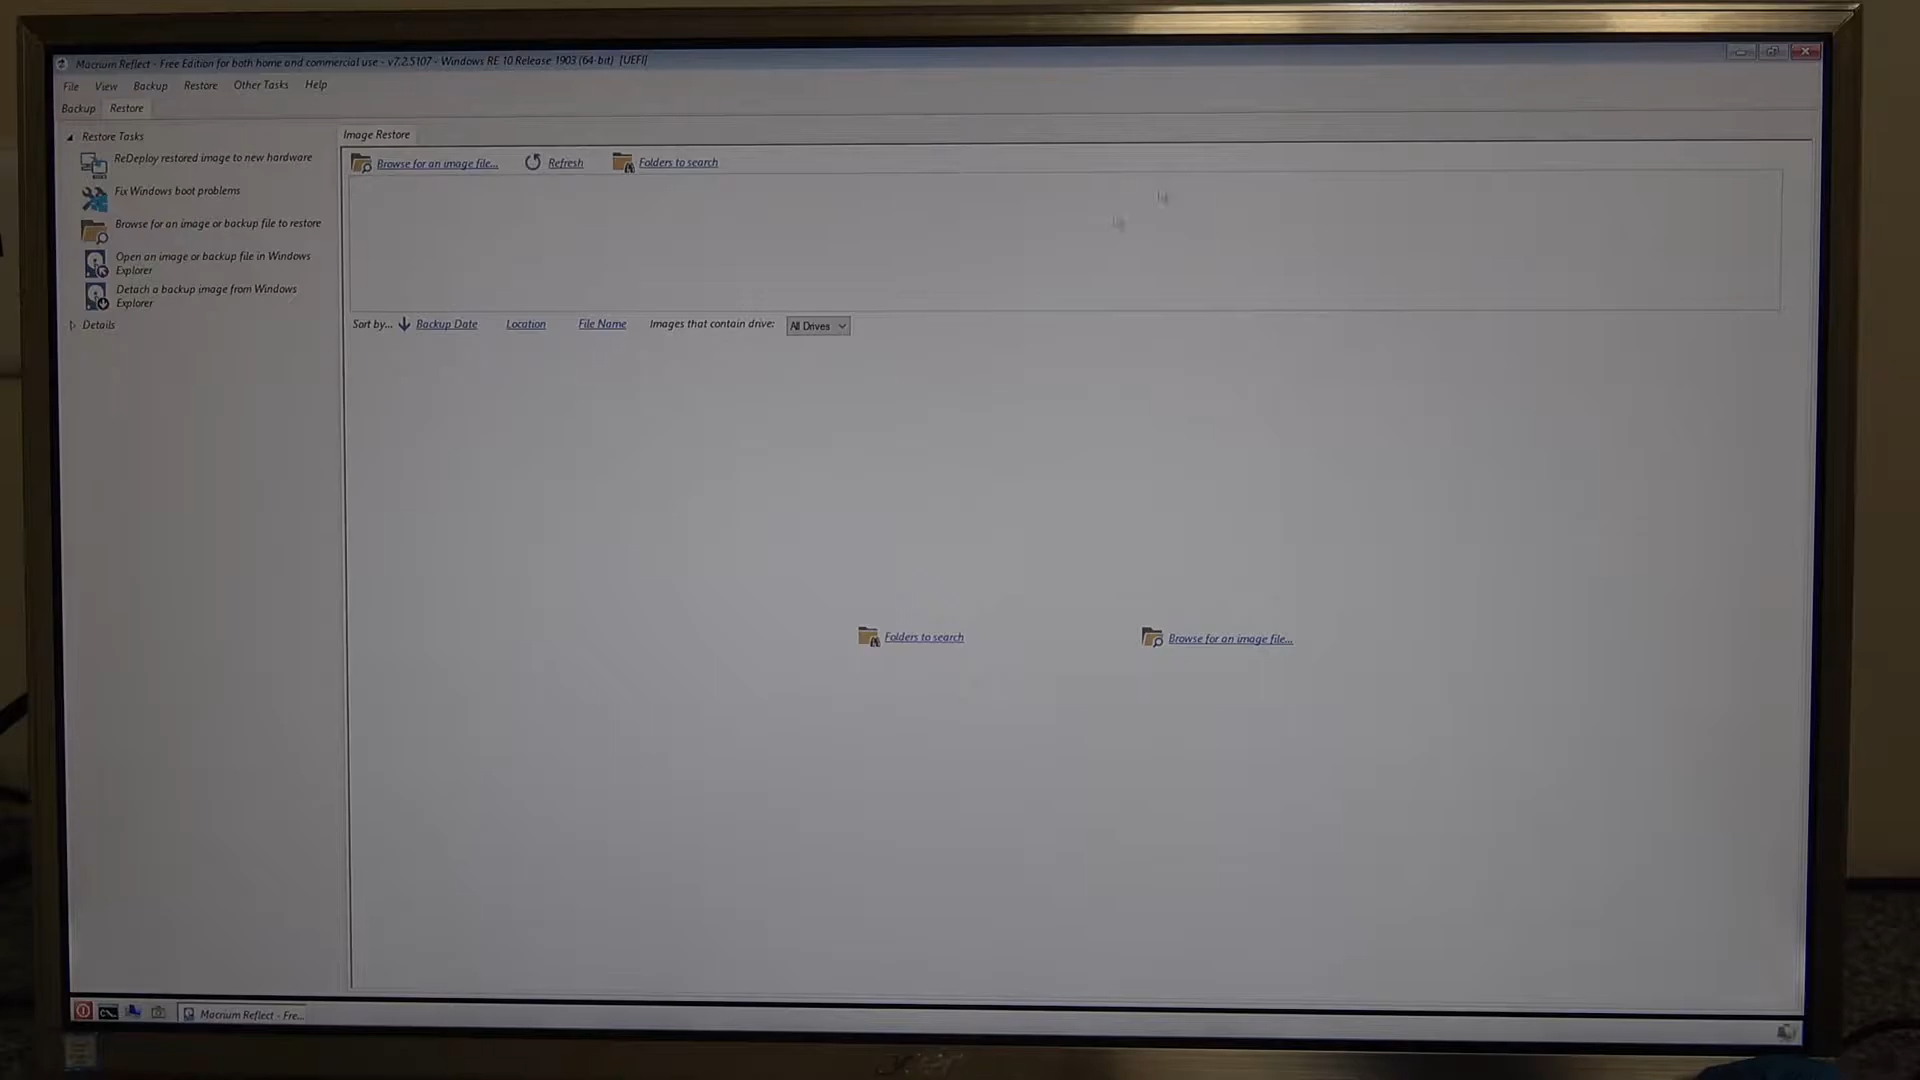 Macrium Reflect - Free Edition for both home and commercial use - v7.2.5107 - Windows RE 10 Release 1903 (64-bit) [UEFI]
File View Backup Restore Other Tasks Help
Backup Restore
Restore Tasks
ReDeploy restored image to new hardware
Fix Windows boot problems
Browse for an image or backup file to restore
Open an image or backup file in Windows
Explorer
Detach a backup image from Windows
Explorer
Details
Image Restore
Browse for an image file... Refresh Folders to search
Sort by... Backup Date Location File Name Images that contain drive: All Drives
Folders to search Browse for an image file...
Macrium Reflect - Fre...
acer